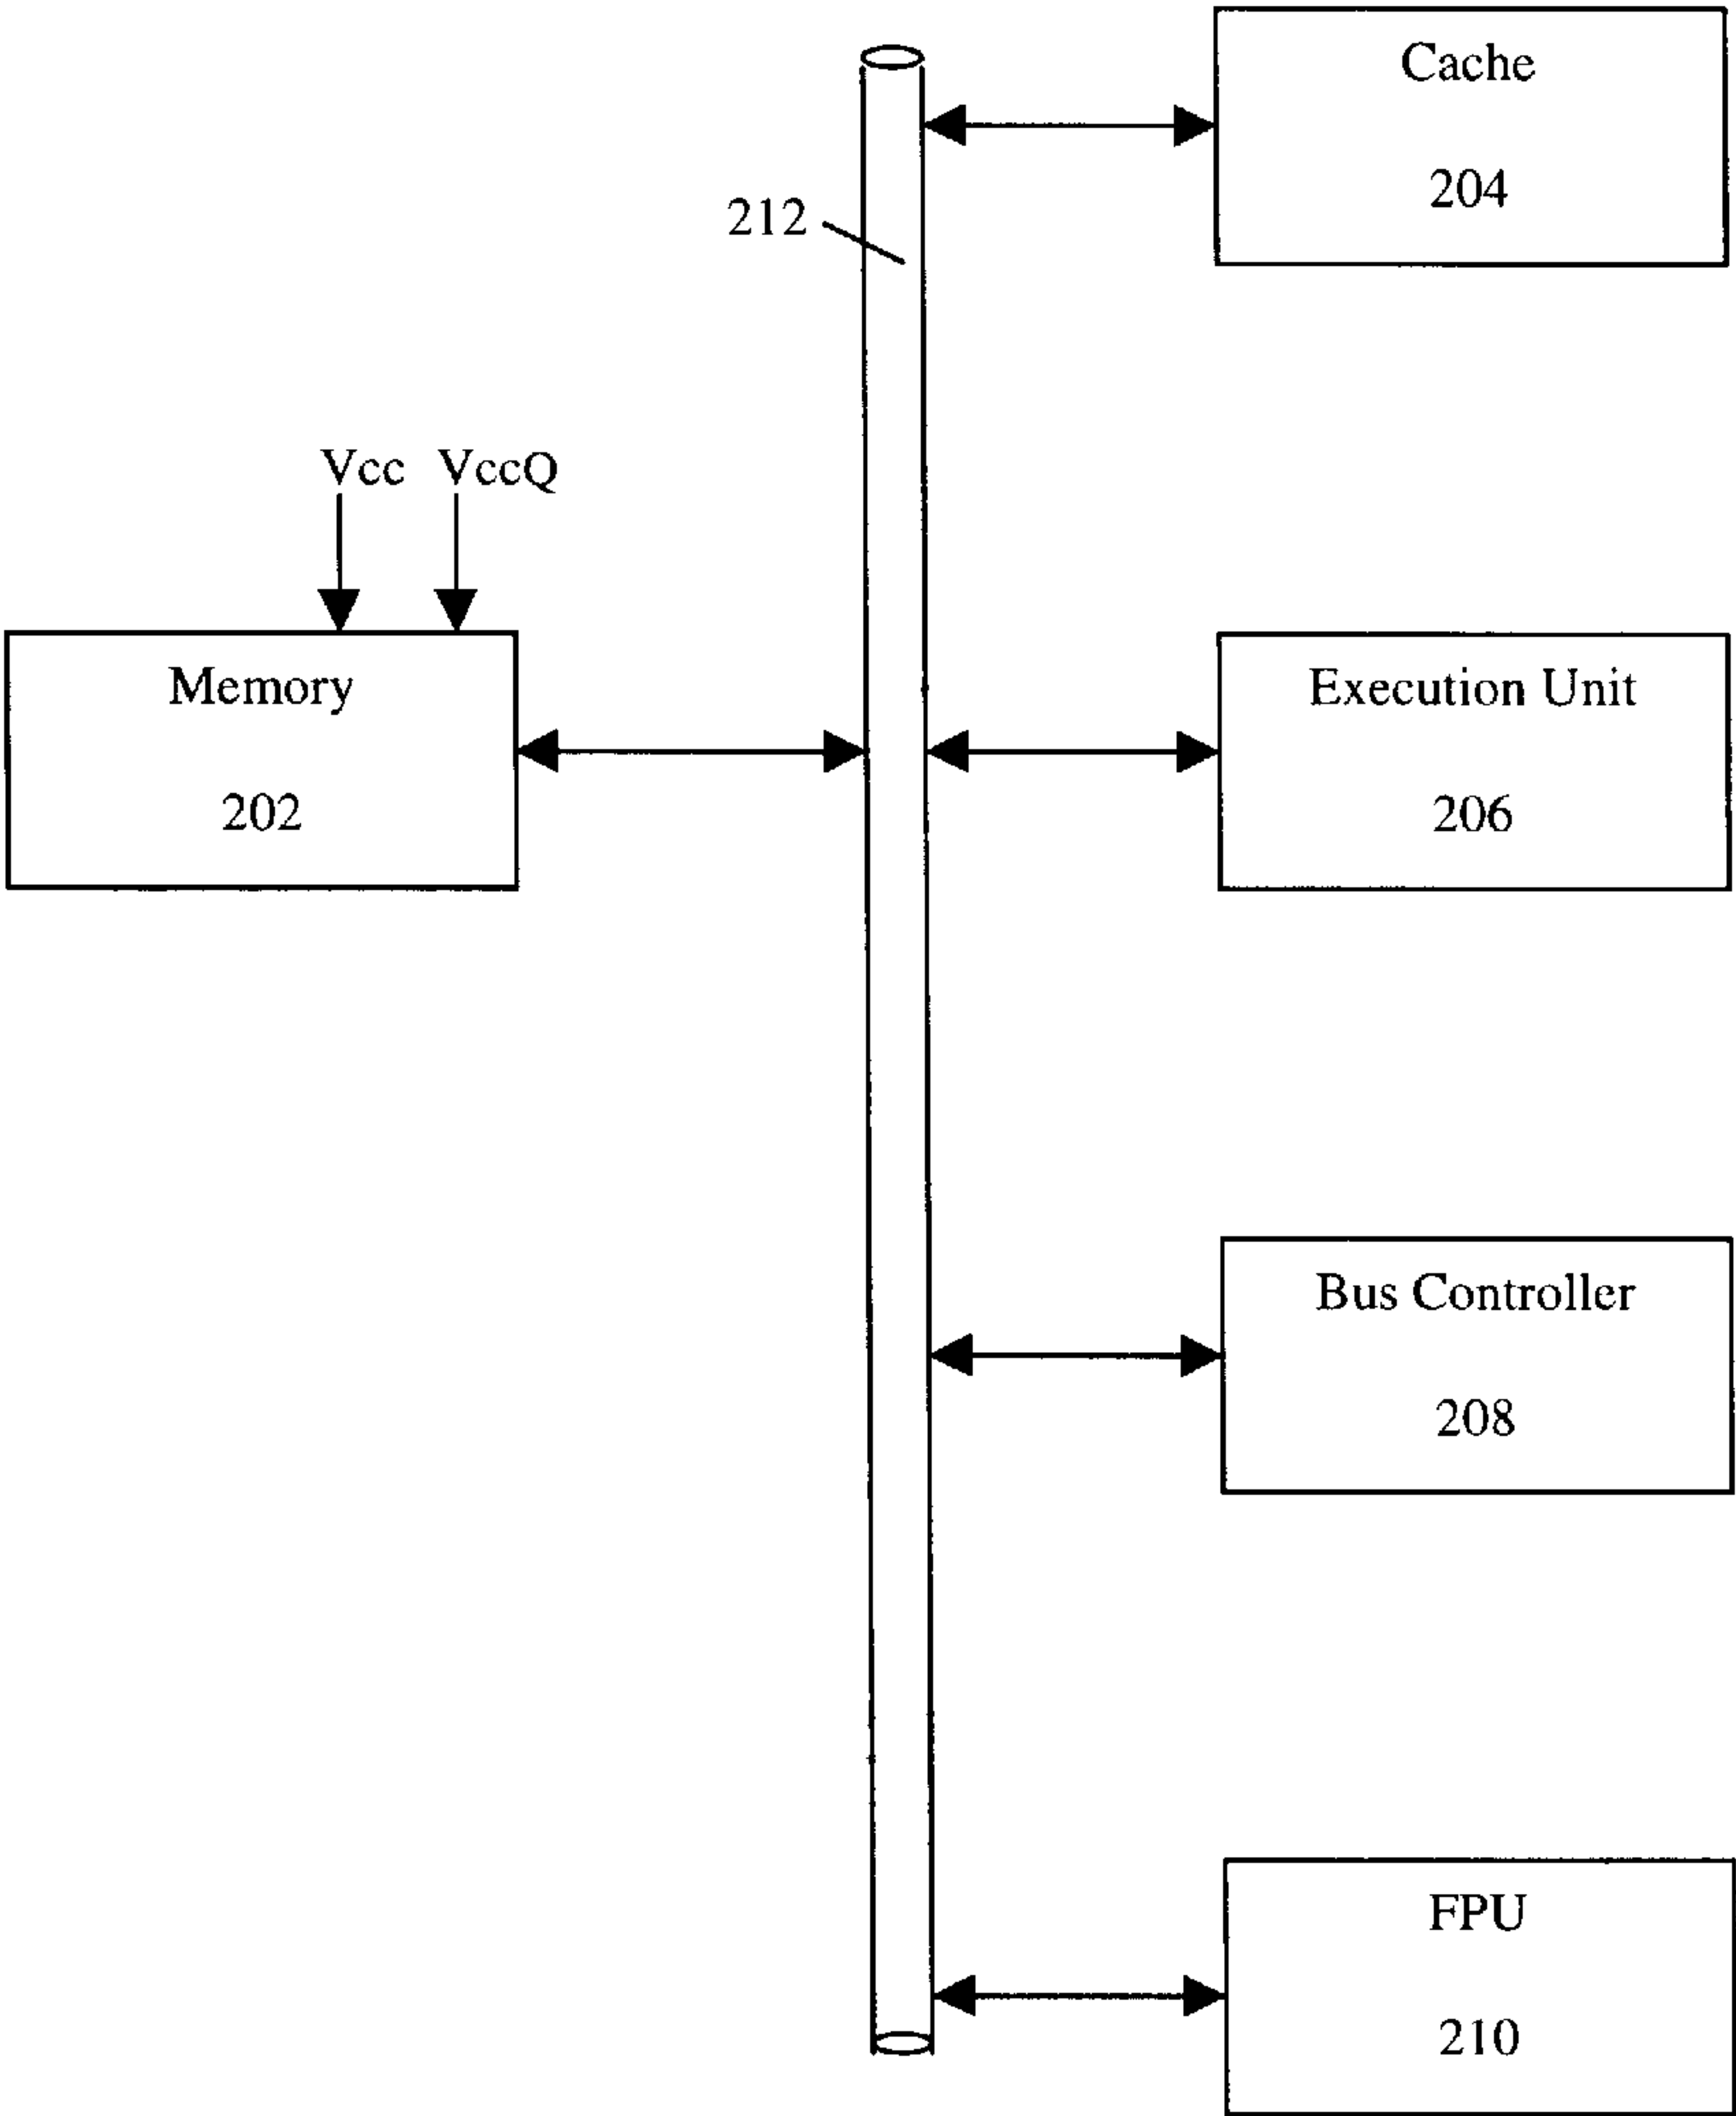 Cache
204
212
Vcc VccQ
Memory
202
Execution Unit
206
Bus Controller
208
FPU
210